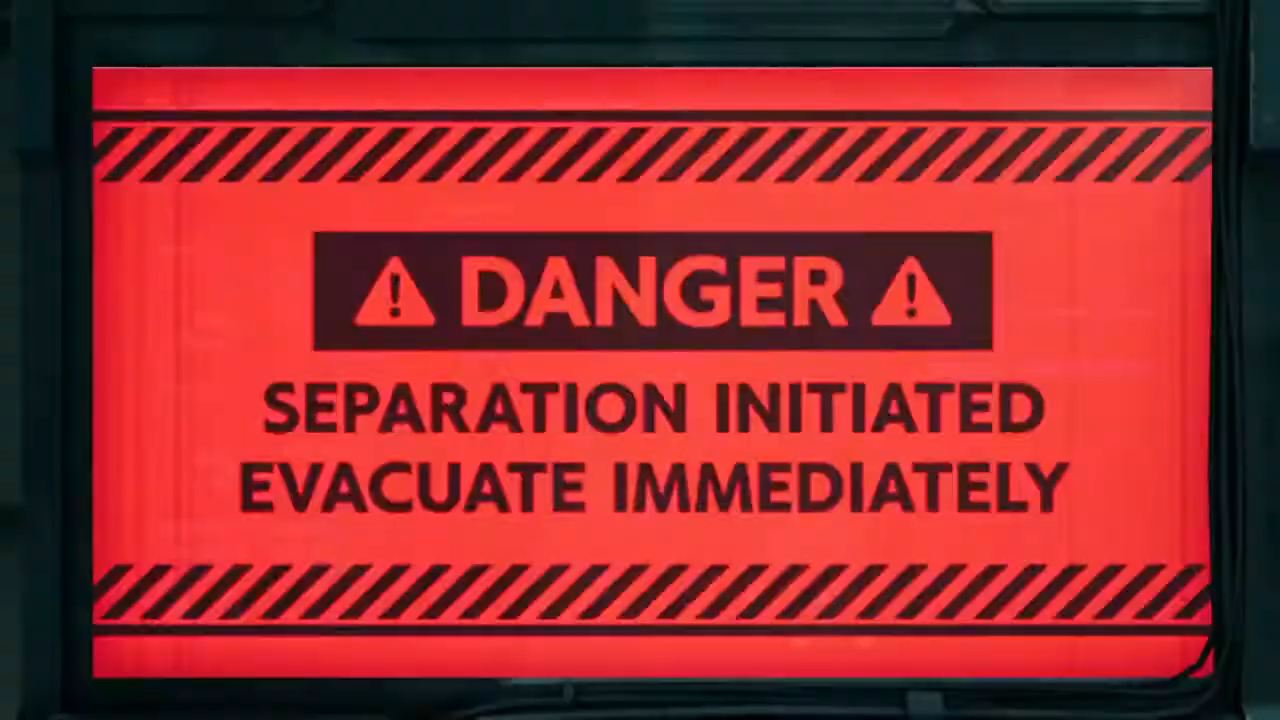 ⚠ DANGER ⚠
SEPARATION INITIATED
EVACUATE IMMEDIATELY